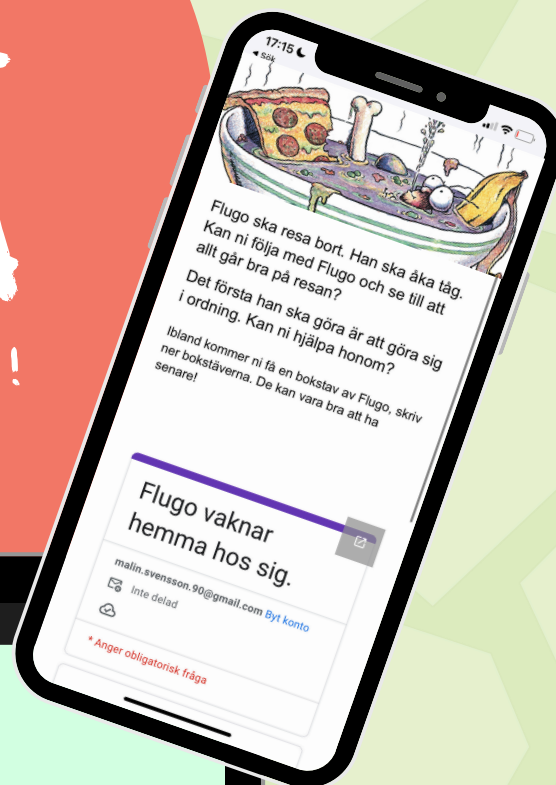 17:15
◄ Sök
Flugo ska resa bort. Han ska åka tåg.
Kan ni följa med Flugo och se till att
allt går bra på resan?
Det första han ska göra är att göra sig
i ordning. Kan ni hjälpa honom?
Ibland kommer ni få en bokstav av Flugo, skriv
ner bokstäverna. De kan vara bra att ha
senare!
Flugo vaknar
hemma hos sig.
malin.svensson.90@gmail.com Byt konto
Inte delad
* Anger obligatorisk fråga